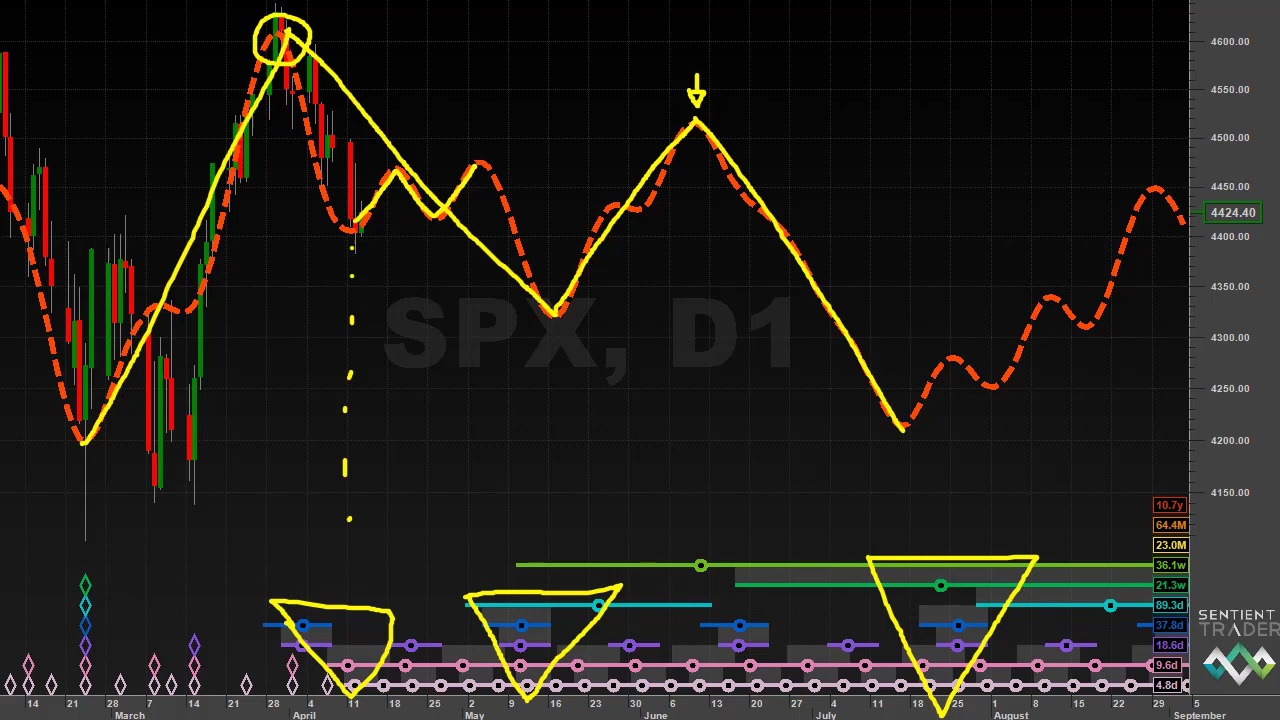 SPX, D1
4600.00
4550.00
4500.00
4450.00
4424.40
4400.00
4350.00
4300.00
4250.00
4200.00
4150.00
10.7y
64.4M
23.0M
36.1w
21.3w
89.3d
37.8d
18.6d
9.6d
4.8d
SENTIENT
TRADER
14 21 28 7 14 21 28 4 11 18 25 9 16 23 30 6 13 20 27 4 11 18 25 1 8 15 22 29 5
March April May June July August September